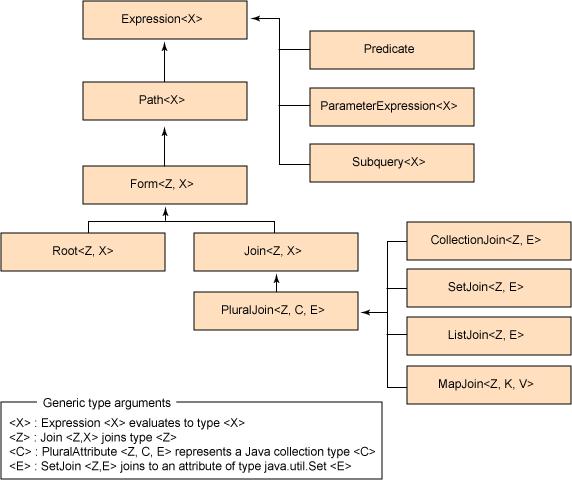 Expression<X>
Predicate
Path<X>
ParameterExpression<X>
Subquery<X>
Form<Z, X>
Root<Z, X>
Join<Z, X>
CollectionJoin<Z, E>
SetJoin<Z, E>
PluralJoin<Z, C, E>
ListJoin<Z, E>
MapJoin<Z, K, V>
Generic type arguments
<X> : Expression <X> evaluates to type <X>
<Z> : Join <Z,X> joins type <Z>
<C> : PluralAttribute <Z, C, E> represents a Java collection type <C>
<E> : SetJoin <Z,E> joins to an attribute of type java.util.Set <E>